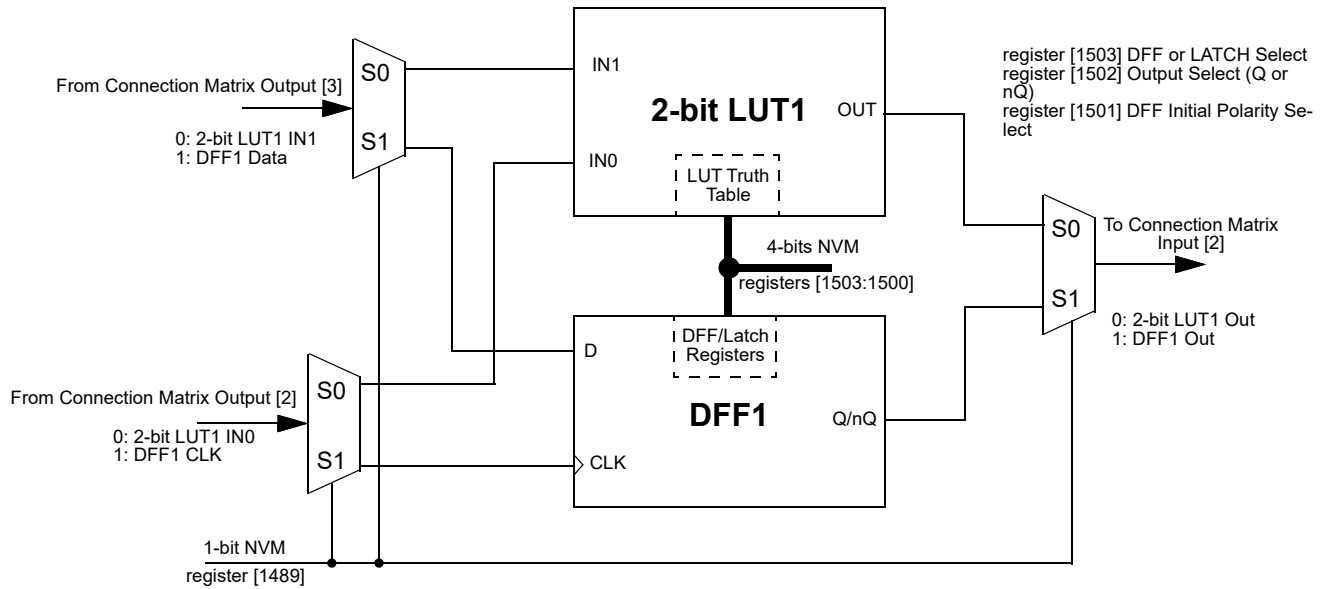 From Connection Matrix Output [3]
0: 2-bit LUT1 IN1
1: DFF1 Data
S0
S1
IN1
IN0
2-bit LUT1
OUT
LUT Truth
Table
register [1503] DFF or LATCH Select
register [1502] Output Select (Q or
nQ)
register [1501] DFF Initial Polarity Se-
lect
4-bits NVM
registers [1503:1500]
S0
S1
To Connection Matrix
Input [2]
0: 2-bit LUT1 Out
1: DFF1 Out
From Connection Matrix Output [2]
0: 2-bit LUT1 IN0
1: DFF1 CLK
S0
S1
D
DFF/Latch
Registers
DFF1
Q/nQ
CLK
1-bit NVM
register [1489]